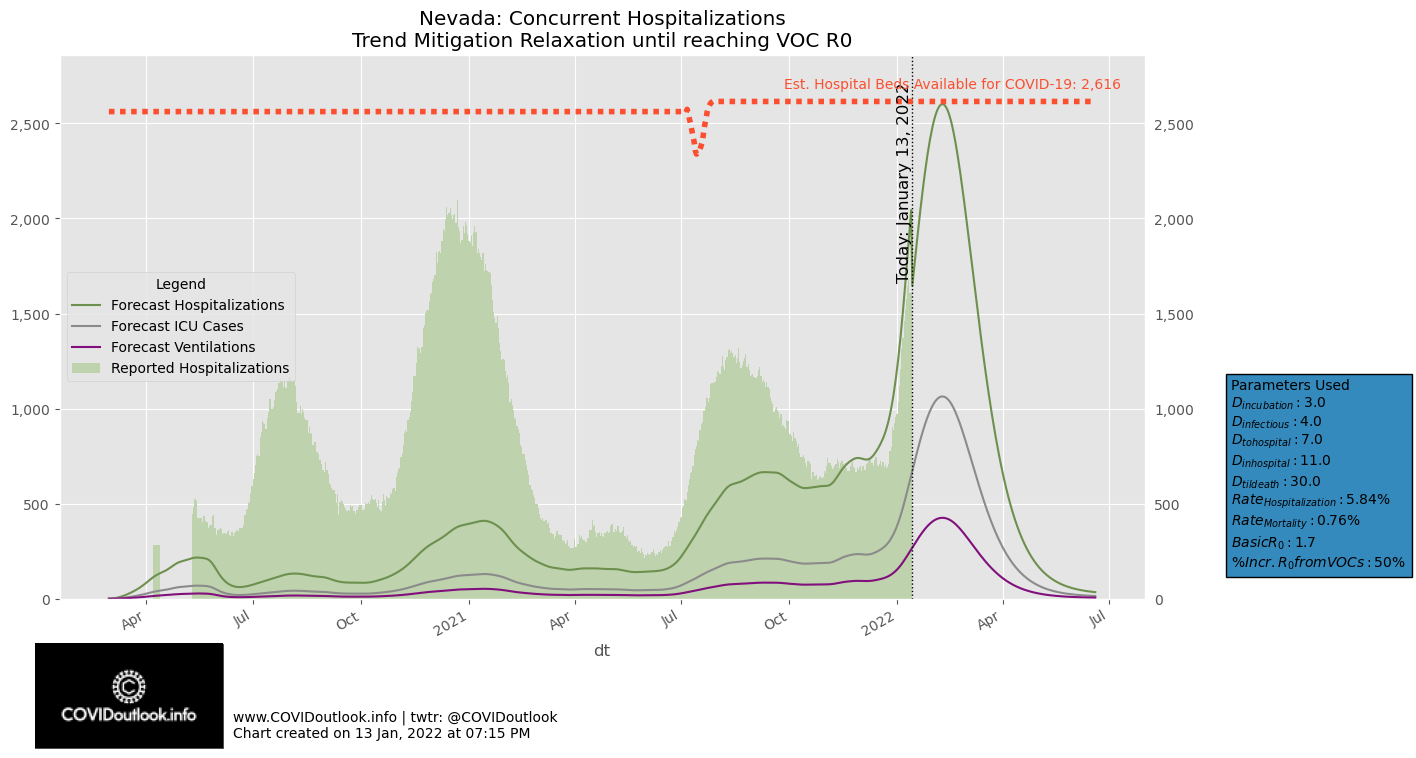 Nevada: Concurrent Hospitalizations
Trend Mitigation Relaxation until reaching VOC R0
Est. Hospital Beds Available for COVID-19: 2,616
Today: January 13, 2022
2,500
2,000
1,500
1,000
500
0
2,500
2,000
1,500
1,000
500
0
Legend
Forecast Hospitalizations
Forecast ICU Cases
Forecast Ventilations
Reported Hospitalizations
Parameters Used
D_incubation : 3.0
D_infectious : 4.0
D_tohospital : 7.0
D_inhospital : 11.0
D_tildeath : 30.0
Rate_Hospitalization : 5.84%
Rate_Mortality : 0.76%
BasicR_0 : 1.7
%Incr.R_0fromVOCs : 50%
Apr Jul Oct 2021 Apr Jul Oct 2022 Apr Jul
dt
COVIDoutlook.info
www.COVIDoutlook.info | twtr: @COVIDoutlook
Chart created on 13 Jan, 2022 at 07:15 PM